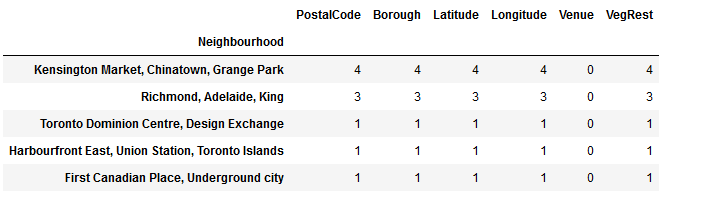 PostalCode Borough Latitude Longitude Venue VegRest
Neighbourhood
Kensington Market, Chinatown, Grange Park 4 4 4 4 0 4
Richmond, Adelaide, King 3 3 3 3 0 3
Toronto Dominion Centre, Design Exchange 1 1 1 1 0 1
Harbourfront East, Union Station, Toronto Islands 1 1 1 1 0 1
First Canadian Place, Underground city 1 1 1 1 0 1